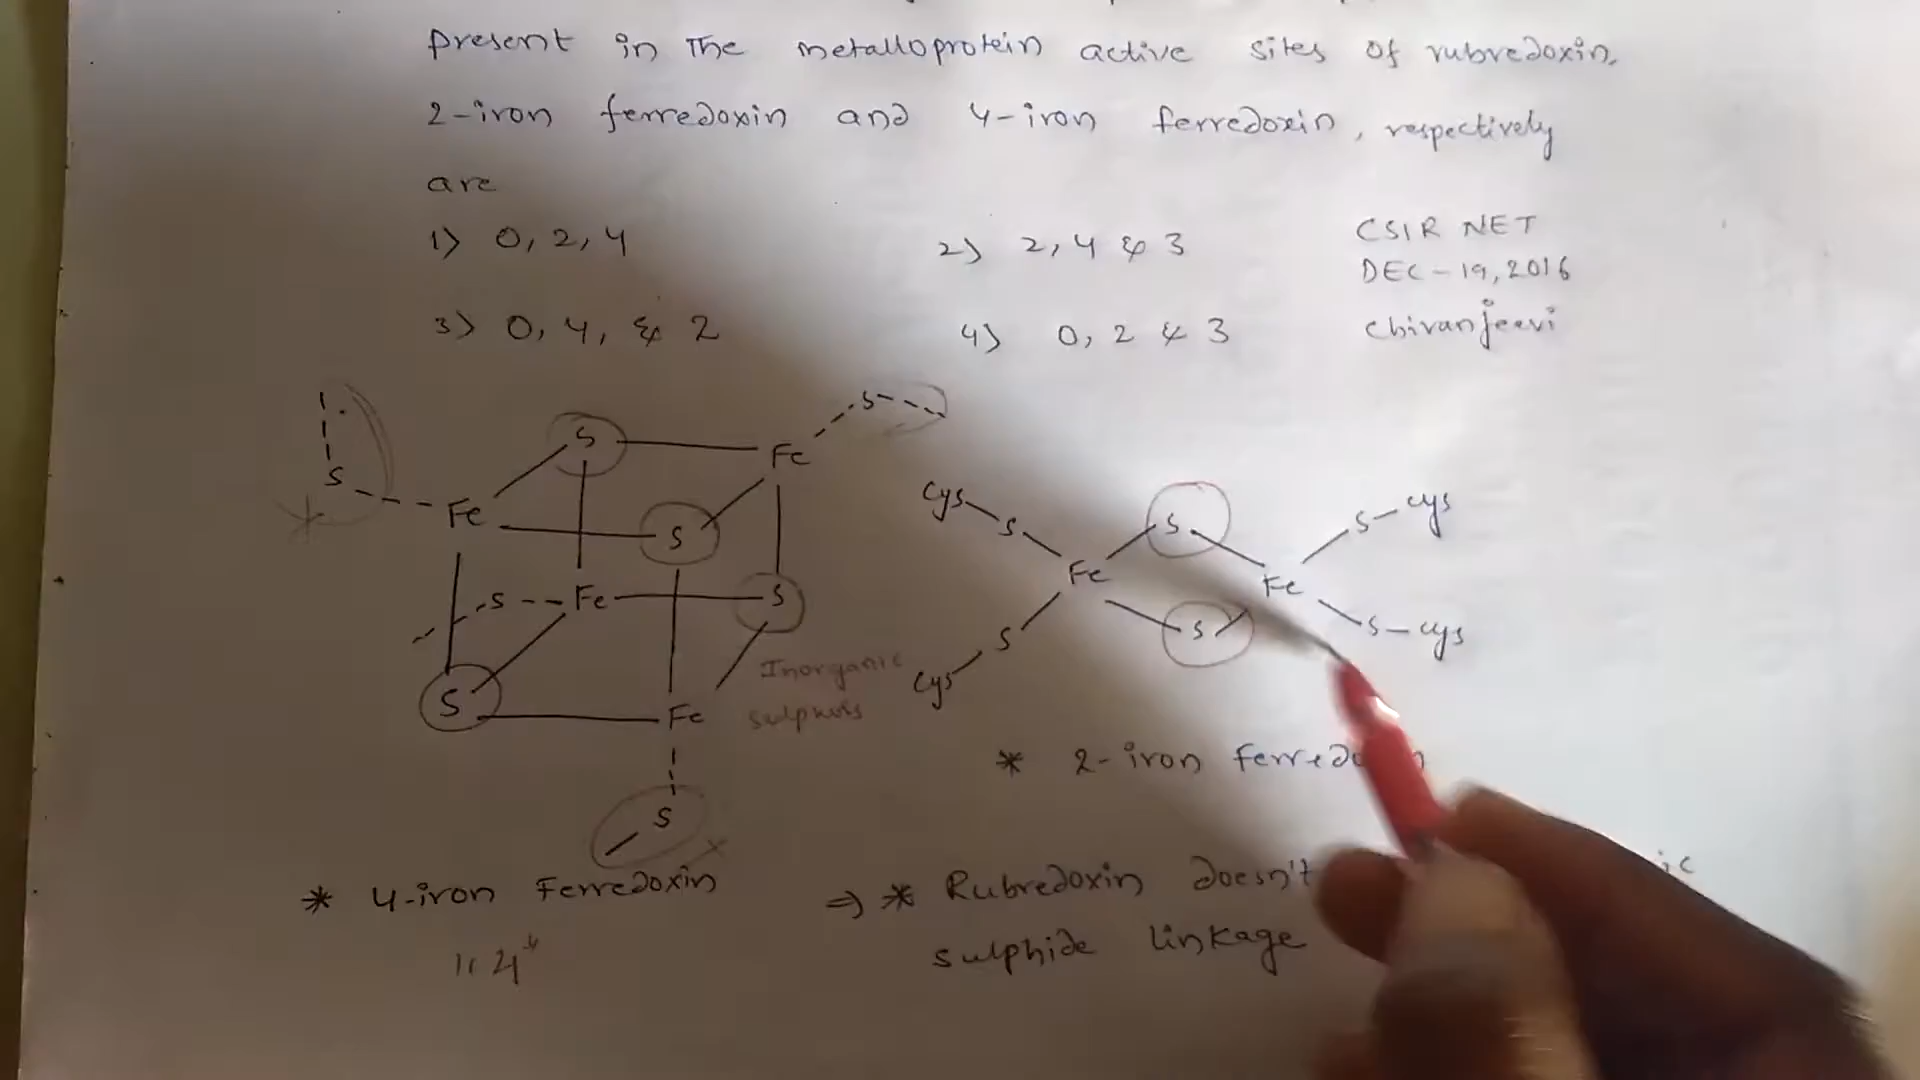 present in The metalloprotein active sites of rubredoxin,
2-iron ferredoxin and 4-iron ferredoxin, respectively
are
1) 0, 2, 4
2) 2, 4 & 3
3) 0, 4, & 2
4) 0, 2 & 3
CSIR NET
DEC-19, 2016
chiranjeevi
S
S Fe
S-- Fe
S
Fe S
S--Fe S
S Fe
S
Inorganic
sulphurs
* 4-iron Ferredoxin
"4"
cys S S S-cys
Fe Fe
S S S-cys
cys
* 2-iron
=> * Rubredoxin doesn't
sulphide linkage